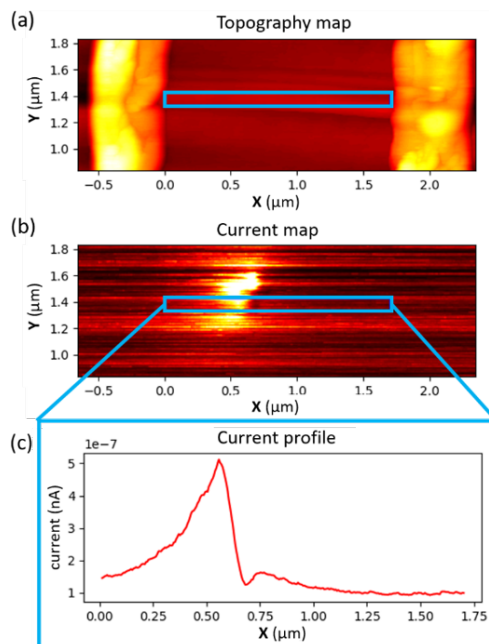 (a) Topography map
1.8
1.6
1.4
1.2
1.0
Y (μm)
−0.5 0.0 0.5 1.0 1.5 2.0
X (μm)
(b) Current map
1.8
1.6
1.4
1.2
1.0
Y (μm)
−0.5 0.0 0.5 1.0 1.5 2.0
X (μm)
(c) Current profile
1e−7
5
4
3
2
1
current (nA)
0.00 0.25 0.50 0.75 1.00 1.25 1.50 1.75
X (μm)